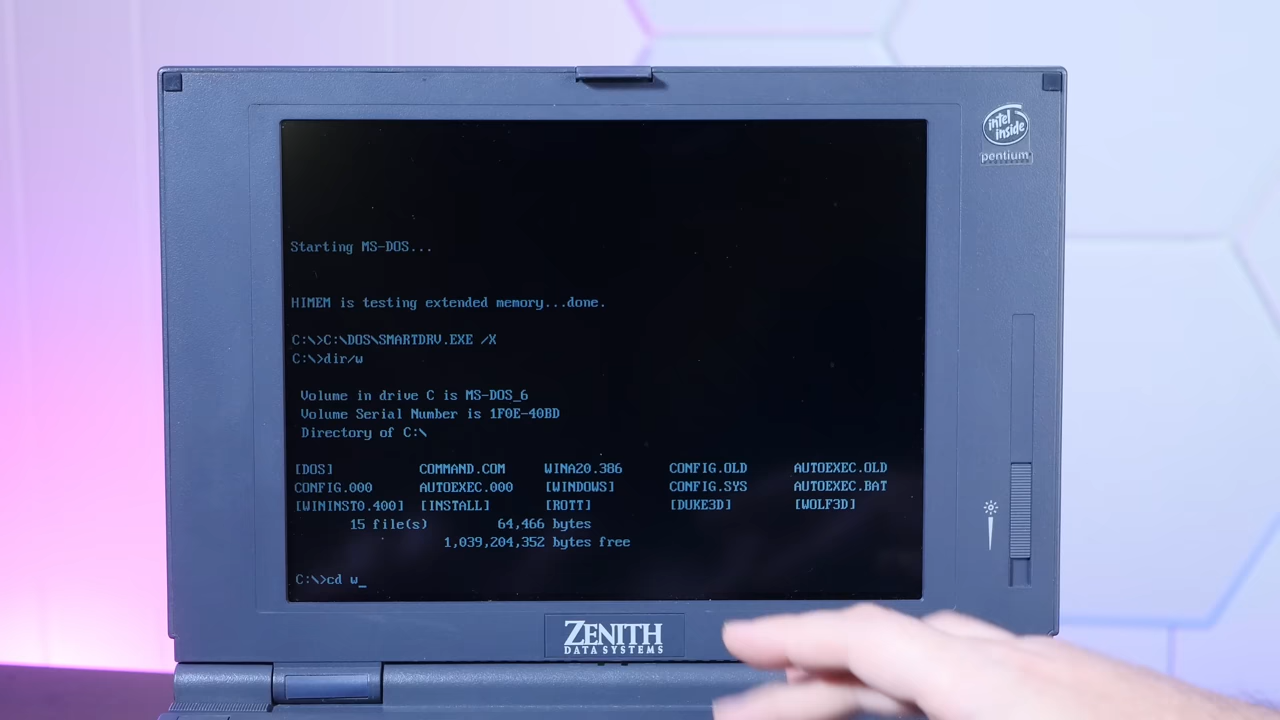 intel
inside
pentium
Starting MS-DOS...
HIMEM is testing extended memory...done.
C:\>C:\DOS\SMARTDRV.EXE /X
C:\>dir/w
Volume in drive C is MS-DOS_6
Volume Serial Number is 1F0E-40BD
Directory of C:\
[DOS] COMMAND.COM WINA20.386 CONFIG.OLD AUTOEXEC.OLD
CONFIG.000 AUTOEXEC.000 [WINDOWS] CONFIG.SYS AUTOEXEC.BAT
[WININST0.400] [INSTALL] [ROTT] [DUKE3D] [WOLF3D]
15 file(s) 64,466 bytes
1,039,204,352 bytes free
C:\>cd w_
ZENITH
DATA SYSTEMS